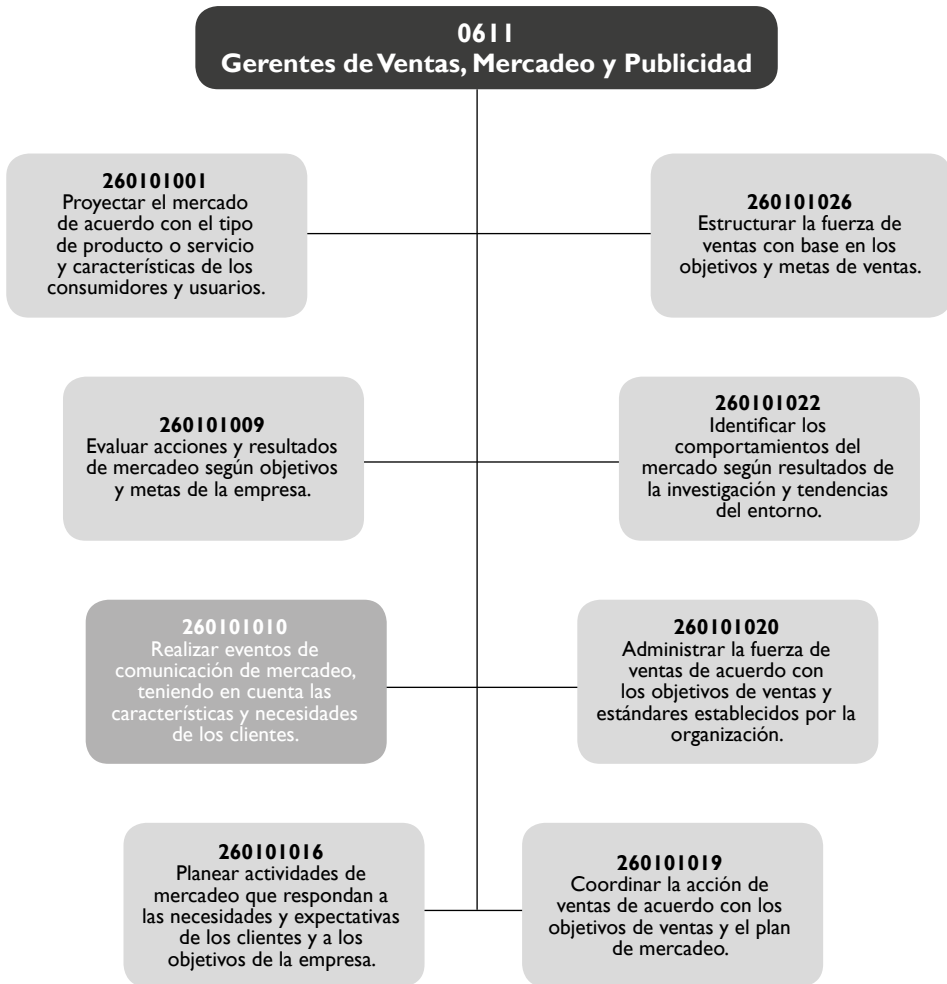 0611
Gerentes de Ventas, Mercadeo y Publicidad
260101001
Proyectar el mercado
de acuerdo con el tipo
de producto o servicio
y características de los
consumidores y usuarios.
260101026
Estructurar la fuerza de
ventas con base en los
objetivos y metas de ventas.
260101009
Evaluar acciones y resultados
de mercadeo según objetivos
y metas de la empresa.
260101022
Identificar los
comportamientos del
mercado según resultados de
la investigación y tendencias
del entorno.
260101010
Realizar eventos de
comunicación de mercadeo,
teniendo en cuenta las
características y necesidades
de los clientes.
260101020
Administrar la fuerza de
ventas de acuerdo con
los objetivos de ventas y
estándares establecidos por la
organización.
260101016
Planear actividades de
mercadeo que respondan a
las necesidades y expectativas
de los clientes y a los
objetivos de la empresa.
260101019
Coordinar la acción de
ventas de acuerdo con los
objetivos de ventas y el plan
de mercadeo.